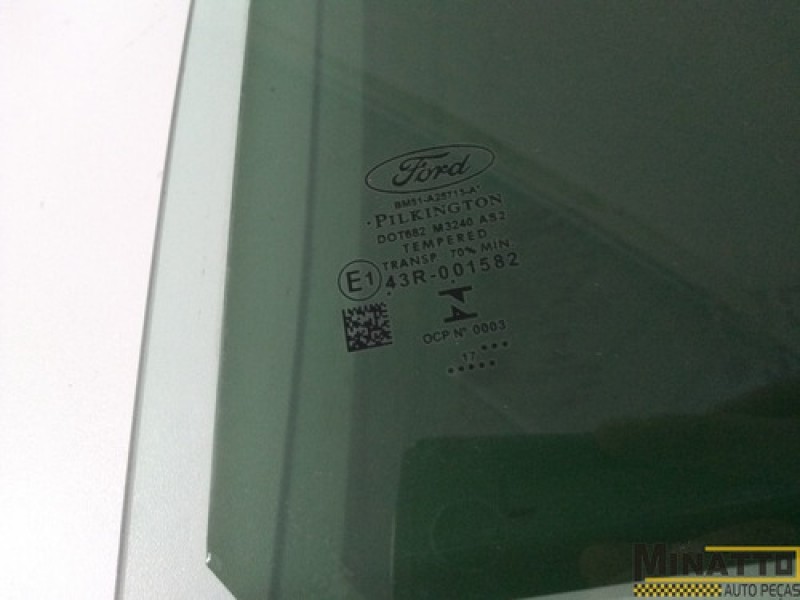 Ford
BM51-A25713-A
PILKINGTON
DOT682 M3240 AS2
TEMPERED
TRANSP 70% MIN.
E1 43R-001582
OCP Nº 0003
17
MINATTO
AUTO PEÇAS